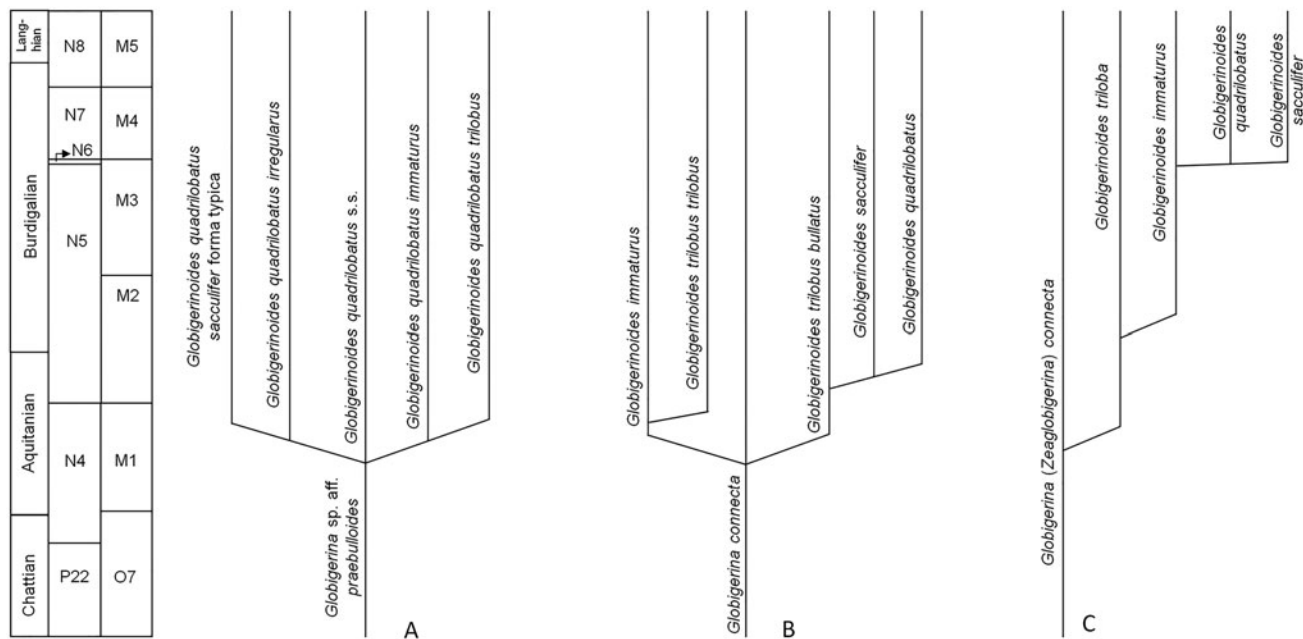 Lang-
hian
Burdigalian
Aquitanian
Chattian
N8
N7
N6
N5
N4
P22
M5
M4
M3
M2
M1
O7
Globigerinoides quadrilobatus
sacculifer forma typica
Globigerinoides quadrilobatus irregularus
Globigerinoides quadrilobatus s.s.
Globigerinoides quadrilobatus immaturus
Globigerinoides quadrilobatus trilobus
Globigerina sp. aff.
praebulloides
A
Globigerinoides immaturus
Globigerinoides trilobus trilobus
Globigerinoides trilobus bullatus
Globigerinoides sacculifer
Globigerinoides quadrilobatus
Globigerina connecta
B
Globigerina (Zeaglobigerina) connecta
Globigerinoides triloba
Globigerinoides immaturus
Globigerinoides
quadrilobatus
Globigerinoides
sacculifer
C